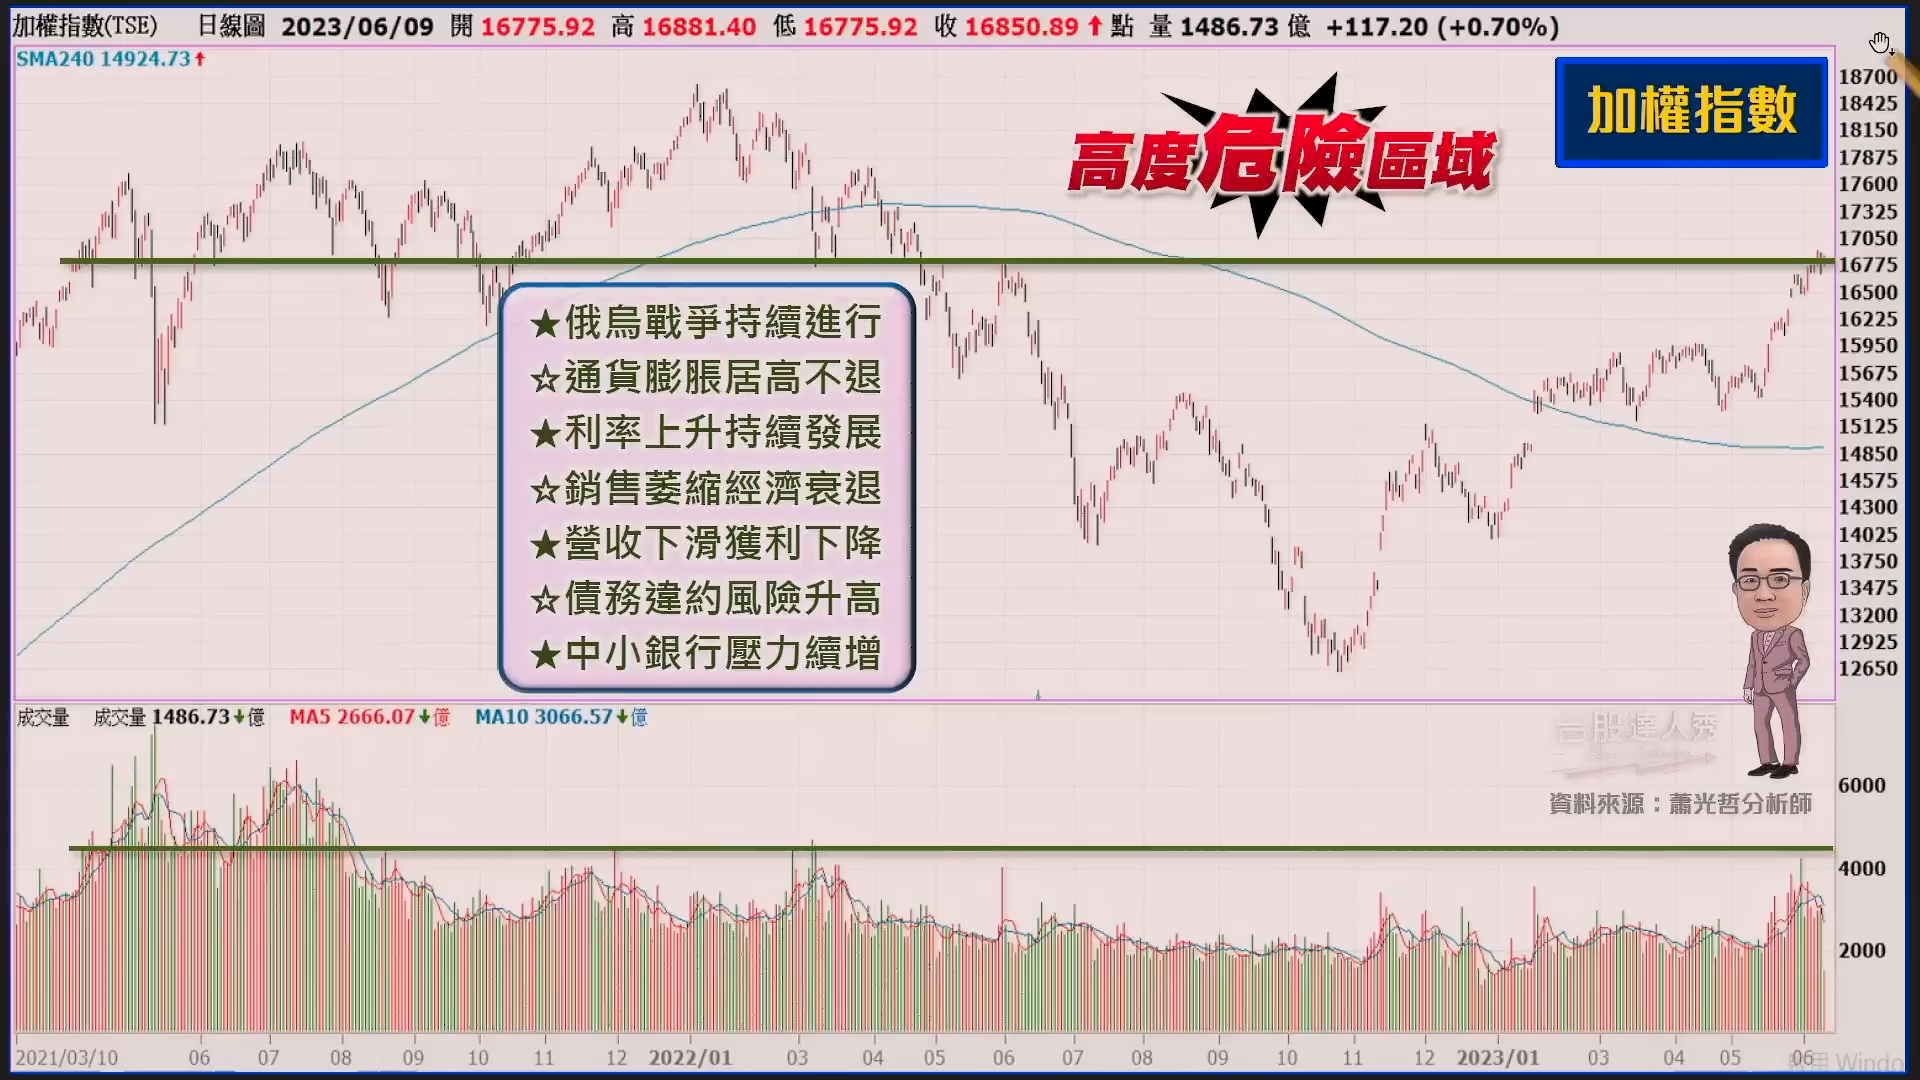 加權指數(TSE) 日線圖 2023/06/09 開 16775.92 高 16881.40 低 16775.92 收 16850.89 ↑ 點 量 1486.73 億 +117.20 (+0.70%)
SMA240 14924.73↑
加權指數
高度危險區域
18700
18425
18150
17875
17600
17325
17050
16775
16500
16225
15950
15675
15400
15125
14850
14575
14300
14025
13750
13475
13200
12925
12650
★俄烏戰爭持續進行
☆通貨膨脹居高不退
★利率上升持續發展
☆銷售萎縮經濟衰退
★營收下滑獲利下降
☆債務違約風險升高
★中小銀行壓力續增
成交量 成交量 1486.73↓億 MA5 2666.07↓億 MA10 3066.57↓億
台股達人秀
資料來源：蕭光哲分析師
6000
4000
2000
2021/03/10 06 07 08 09 10 11 12 2022/01 03 04 05 06 07 08 09 10 11 12 2023/01 03 04 05 06